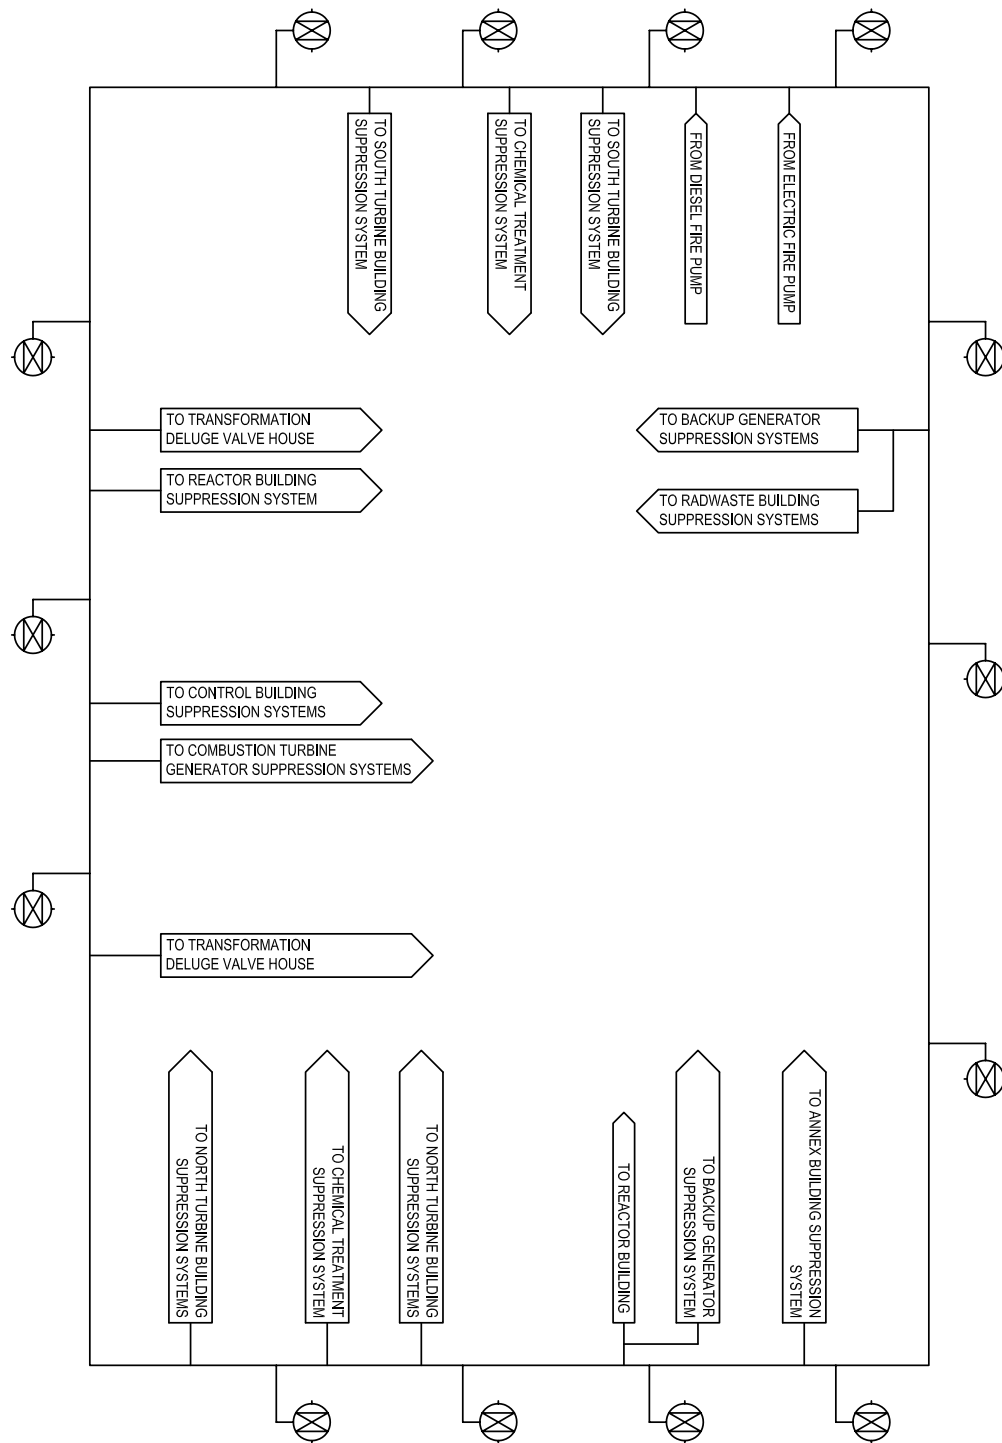 TO SOUTH TURBINE BUILDING
SUPPRESSION SYSTEM
TO CHEMICAL TREATMENT
SUPPRESSION SYSTEM
TO SOUTH TURBINE BUILDING
SUPPRESSION SYSTEM
FROM DIESEL FIRE PUMP
FROM ELECTRIC FIRE PUMP
TO TRANSFORMATION
DELUGE VALVE HOUSE
TO BACKUP GENERATOR
SUPPRESSION SYSTEMS
TO REACTOR BUILDING
SUPPRESSION SYSTEM
TO RADWASTE BUILDING
SUPPRESSION SYSTEMS
TO CONTROL BUILDING
SUPPRESSION SYSTEMS
TO COMBUSTION TURBINE
GENERATOR SUPPRESSION SYSTEMS
TO TRANSFORMATION
DELUGE VALVE HOUSE
TO NORTH TURBINE BUILDING
SUPPRESSION SYSTEMS
TO CHEMICAL TREATMENT
SUPPRESSION SYSTEM
TO NORTH TURBINE BUILDING
SUPPRESSION SYSTEMS
TO REACTOR BUILDING
TO BACKUP GENERATOR
SUPPRESSION SYSTEM
TO ANNEX BUILDING SUPPRESSION
SYSTEM